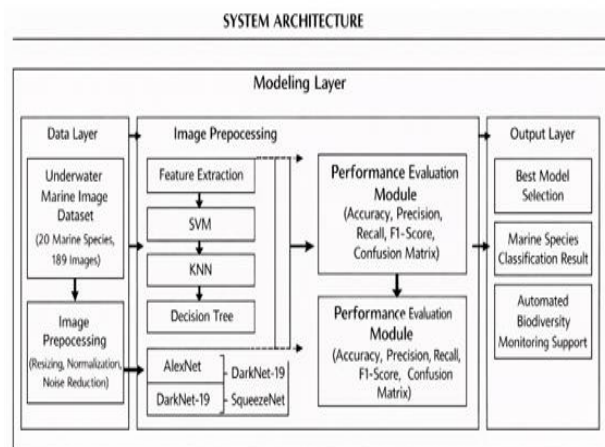 SYSTEM ARCHITECTURE
Modeling Layer
Data Layer
Underwater
Marine Image
Dataset
(20 Marine Species,
189 Images)
Image
Prepocessing
(Resizing, Normalization,
Noise Reduction)
Image Prepocessing
Feature Extraction
SVM
KNN
Decision Tree
AlexNet
DarkNet-19
DarkNet-19
SqueezeNet
Performance Evaluation
Module
(Accuracy, Precision,
Recall, F1-Score,
Confusion Matrix)
Performance Evaluation
Module
(Accuracy, Precision, Recall,
F1-Score, Confusion
Matrix)
Output Layer
Best Model
Selection
Marine Species
Classification Result
Automated
Biodiversity
Monitoring Support